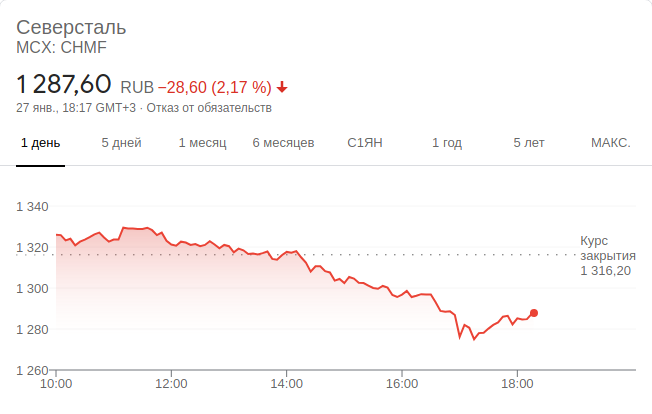 Северсталь
MCX: CHMF
1 287,60 RUB −28,60 (2,17 %)
27 янв., 18:17 GMT+3 · Отказ от обязательств
1 день 5 дней 1 месяц 6 месяцев С1ЯН 1 год 5 лет МАКС.
1 340
1 320
1 300
1 280
1 260
Курс
закрытия
1 316,20
10:00 12:00 14:00 16:00 18:00